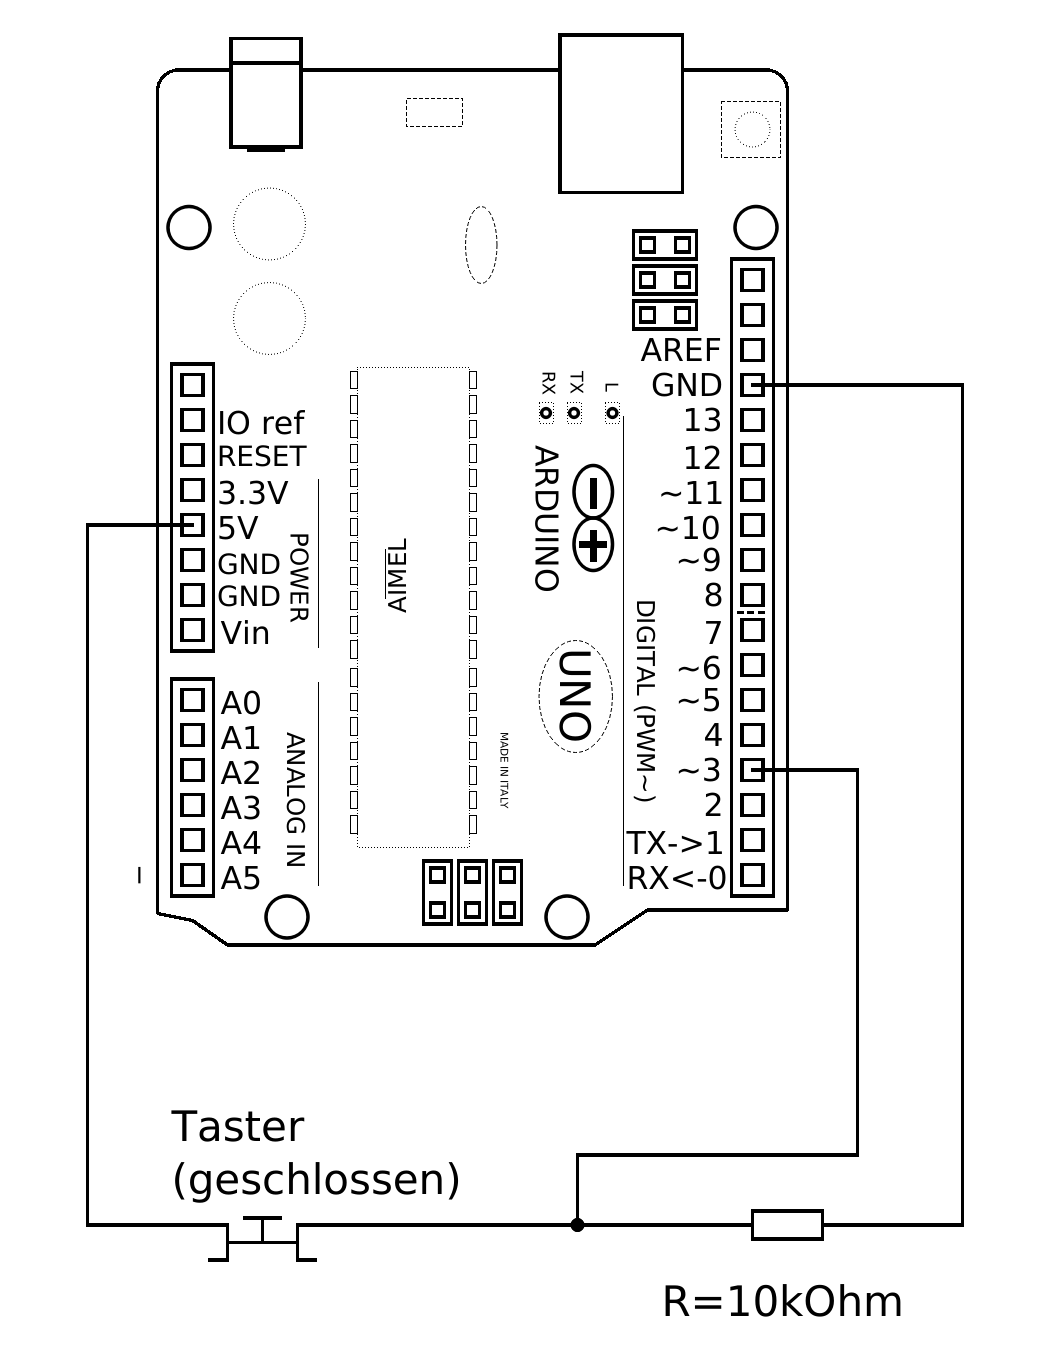 AREF
GND
13
12
~11
~10
~9
8
7
~6
~5
4
~3
2
TX->1
RX<-0
IO ref
RESET
3.3V
5V
GND
GND
Vin
POWER
A0
A1
A2
A3
A4
A5
ANALOG IN
AIMEL
RX
TX
L
ARDUINO
UNO
DIGITAL (PWM~)
MADE IN ITALY
Taster
(geschlossen)
R=10kOhm